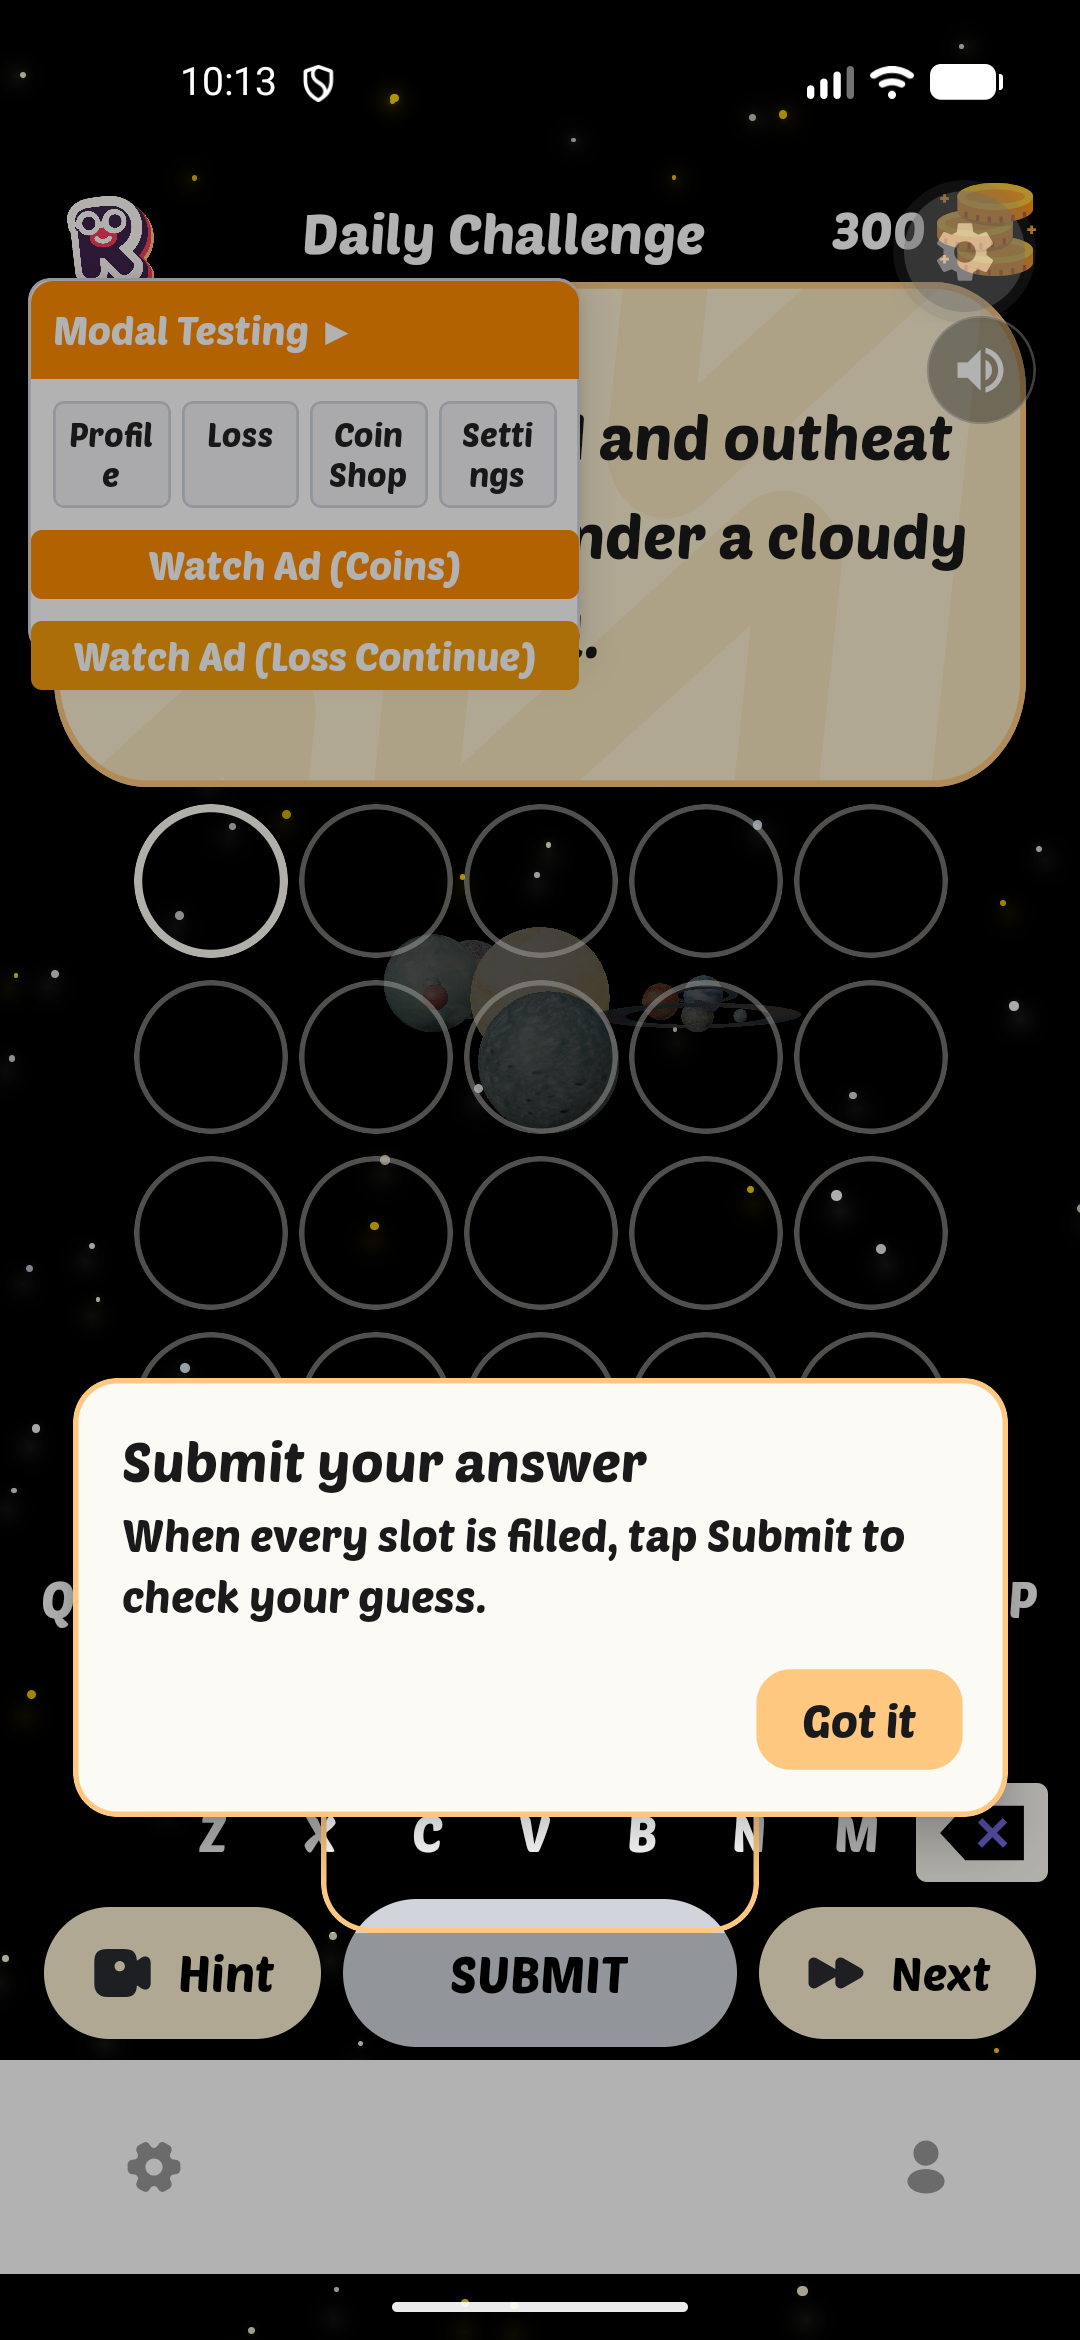 10:13
Daily Challenge
300
Modal Testing ►
and outheat
Profil
e
Loss
Coin
Shop
Setti
ngs
nder a cloudy
Watch Ad (Coins)
Watch Ad (Loss Continue)
Submit your answer
When every slot is filled, tap Submit to
check your guess.
Q P
Got it
Z X C V B N M
Hint
SUBMIT
Next